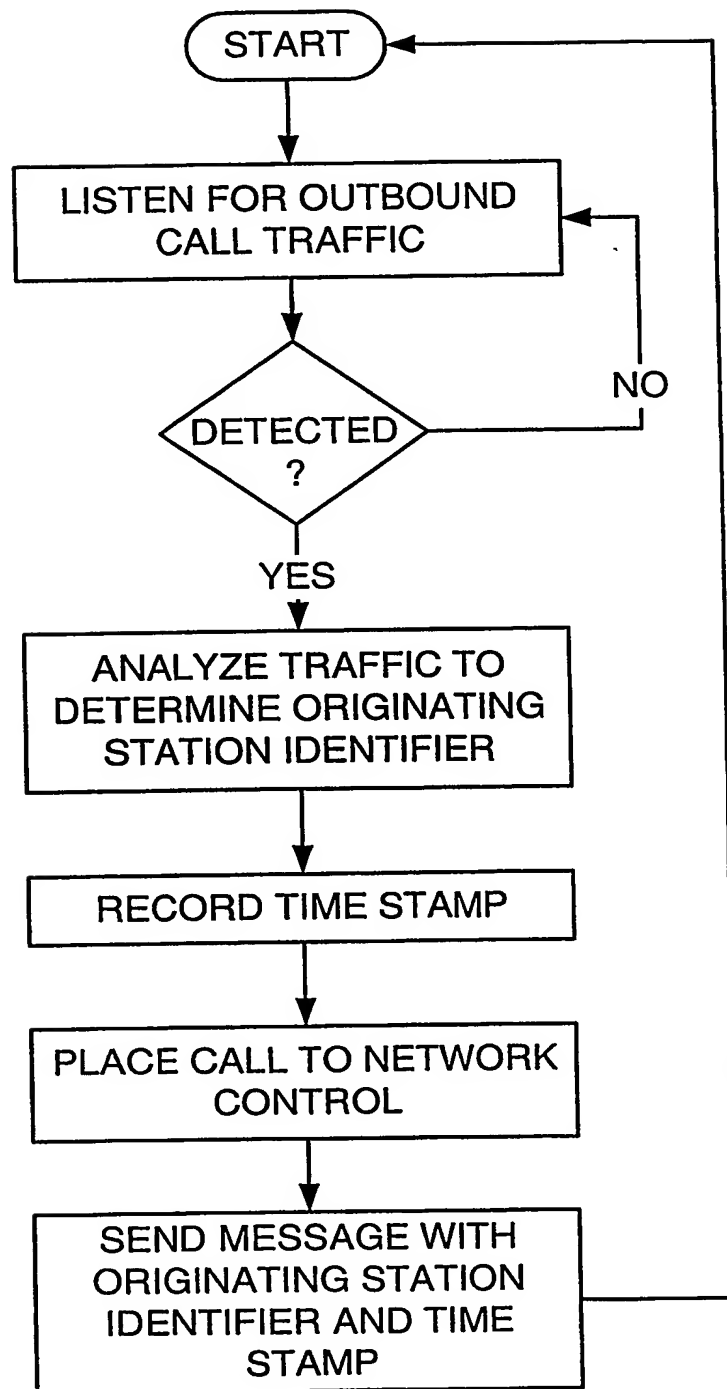 START
LISTEN FOR OUTBOUND
CALL TRAFFIC
NO
DETECTED
?
YES
ANALYZE TRAFFIC TO
DETERMINE ORIGINATING
STATION IDENTIFIER
RECORD TIME STAMP
PLACE CALL TO NETWORK
CONTROL
SEND MESSAGE WITH
ORIGINATING STATION
IDENTIFIER AND TIME
STAMP